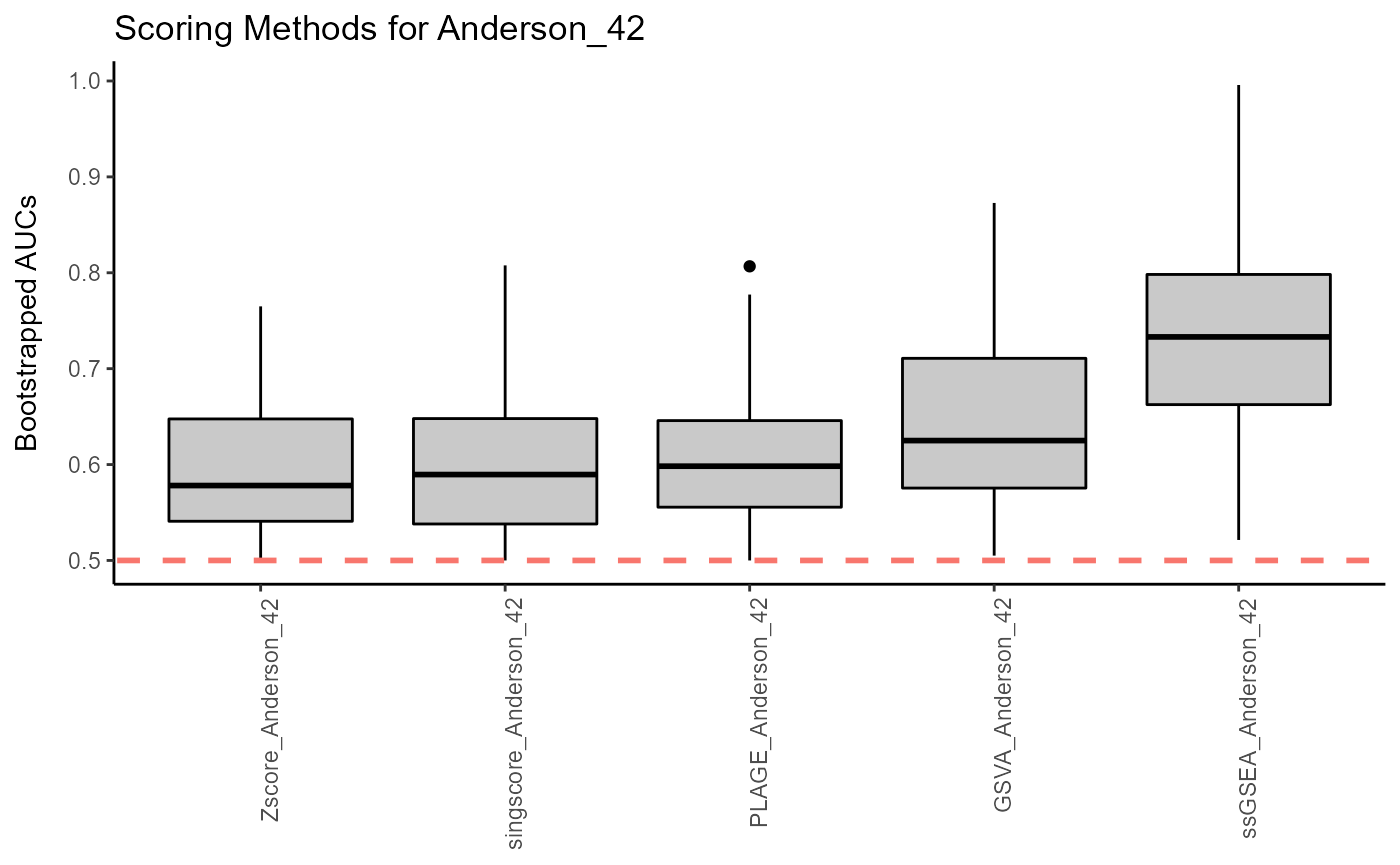 Scoring Methods for Anderson_42
Bootstrapped AUCs
1.0
0.9
0.8
0.7
0.6
0.5
Zscore_Anderson_42
singscore_Anderson_42
PLAGE_Anderson_42
GSVA_Anderson_42
ssGSEA_Anderson_42